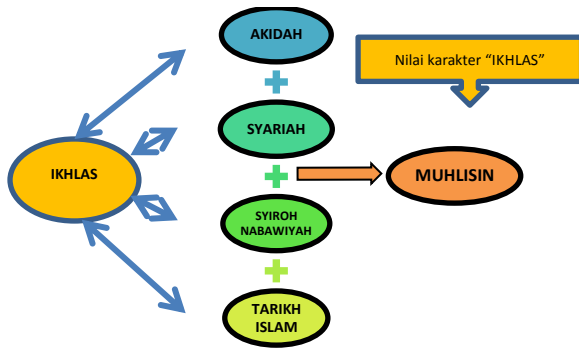 AKIDAH
Nilai karakter “IKHLAS”
SYARIAH
IKHLAS
MUHLISIN
SYIROH
NABAWIYAH
TARIKH
ISLAM